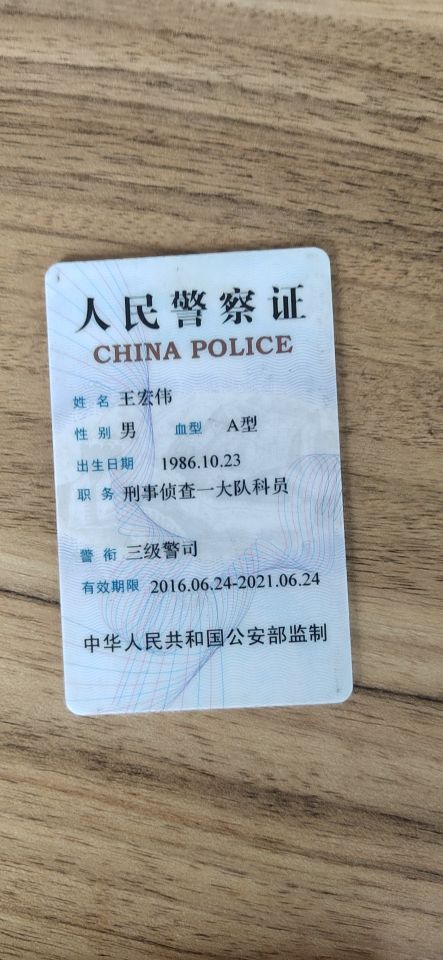 人民警察证
CHINA POLICE
姓 名 王宏伟
性 别 男 血型 A型
出生日期 1986.10.23
职 务 刑事侦查一大队科员
警 衔 三级警司
有效期限 2016.06.24-2021.06.24
中华人民共和国公安部监制